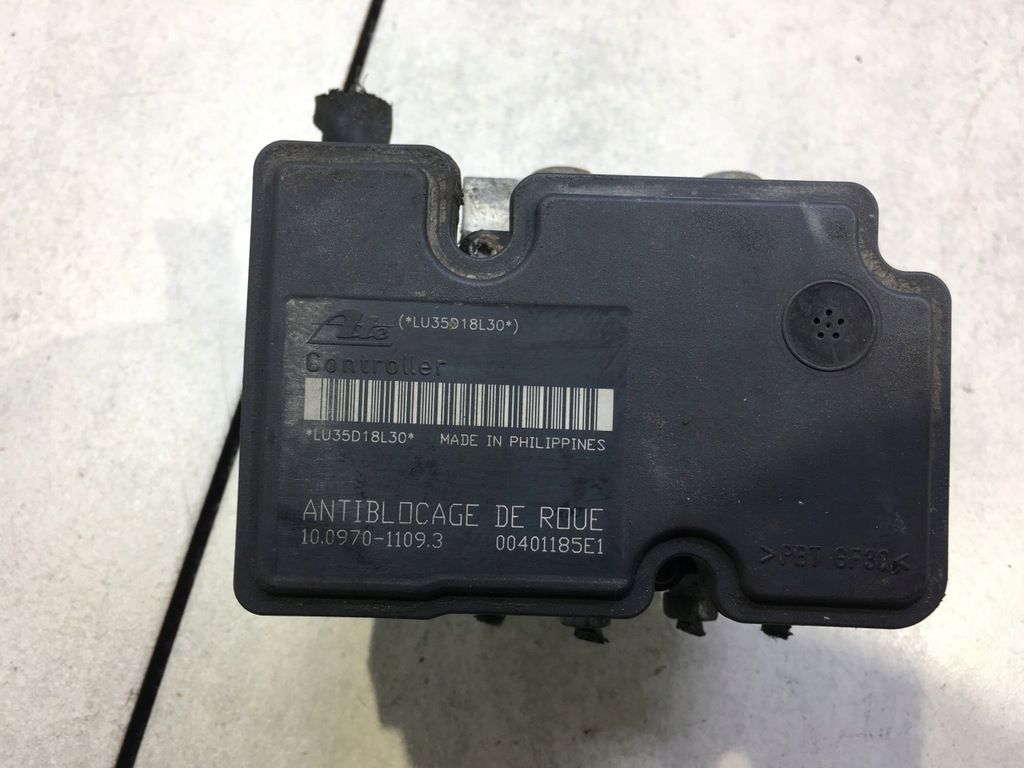 Ate (*LU35D18L30*)
Controller
*LU35D18L30* MADE IN PHILIPPINES
ANTIBLOCAGE DE ROUE
10.0970-1109.3 00401185E1
>PBT GF30<